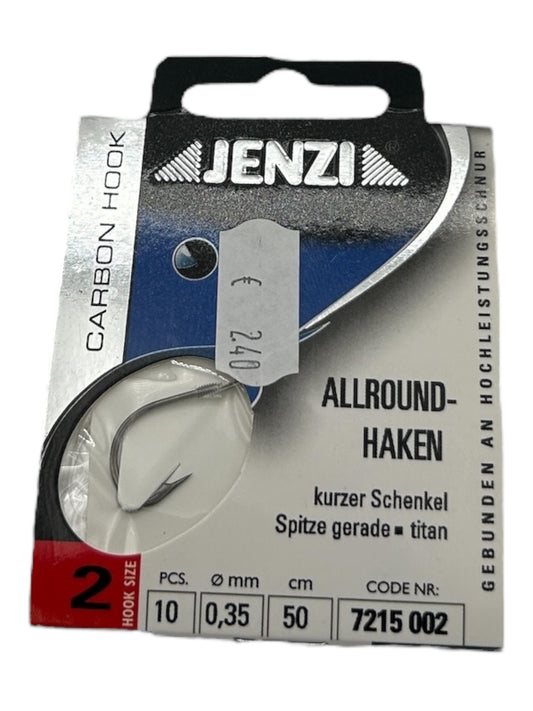 JENZI
®
CARBON HOOK
€ 2.40
ALLROUND-
HAKEN
kurzer Schenkel
Spitze gerade ▪ titan
GEBUNDEN AN HOCHLEISTUNGSSCHNUR
2
HOOK SIZE
PCS. ø mm cm CODE NR:
10 0,35 50 7215 002